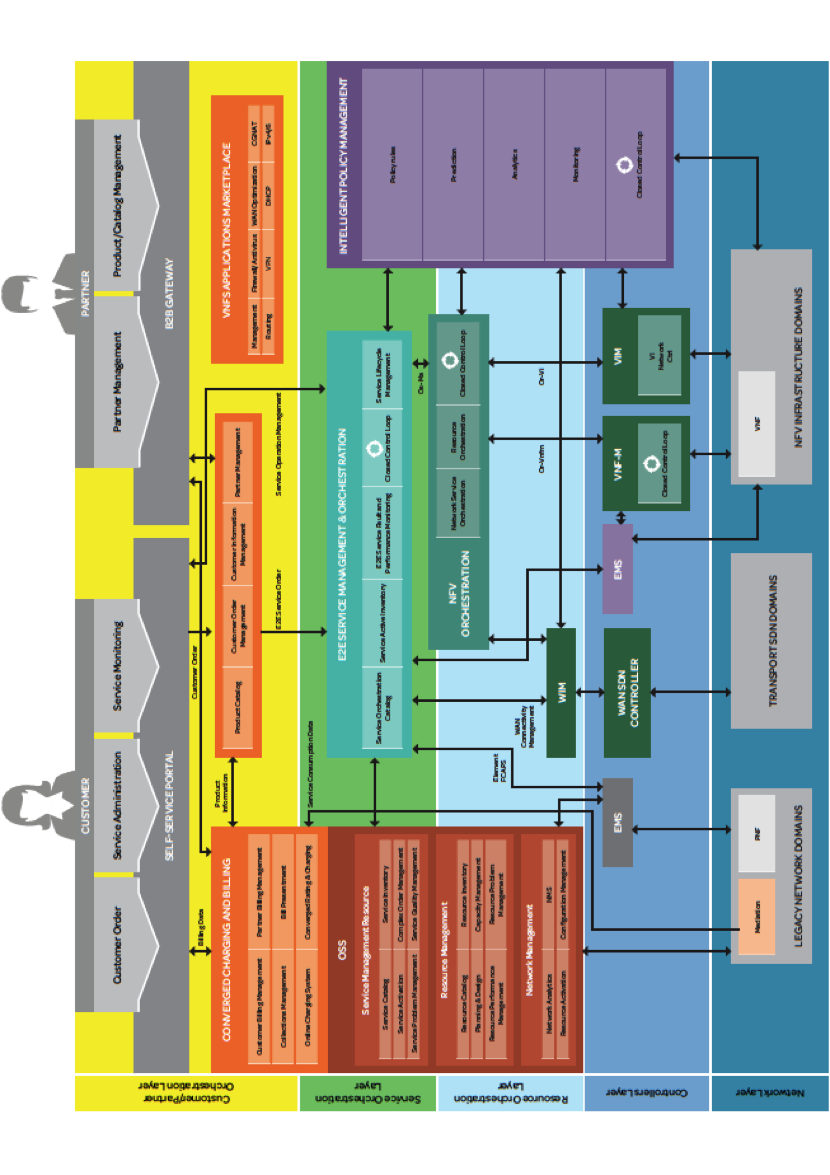 CUSTOMER
PARTNER
Customer Order
Service Administration
Service Monitoring
Partner Management
Product/Catalog Management
SELF-SERVICE PORTAL
B2B GATEWAY
Customer/Partner
Orchestration Layer
Billing Data
Customer Order
CONVERGED CHARGING AND BILLING
Customer Billing Management
Partner Billing Management
Collections Management
Bill Presentment
Online Charging System
Converged Rating & Charging
Product
Information
Product Catalog
Customer Order
Management
Customer Information
Management
Partner Management
VNFS APPLICATIONS MARKETPLACE
Management
Firewall/Antivirus
WAN Optimization
CGNAT
Routing
VPN
DHCP
IPv4/6
Service Consumption Data
E2E Service Order
Service Operation Management
Service Orchestration
Layer
OSS
Service Management Resource
Service Catalog
Service Inventory
Service Activation
Complex Order Management
Service Problem Management
Service Quality Management
E2E SERVICE MANAGEMENT & ORCHESTRATION
Service Orchestration
Catalog
Service Active Inventory
E2E Service Fault and
Performance Monitoring
Closed Control Loop
Service Lifecycle
Management
INTELLIGENT POLICY MANAGEMENT
Policy rules
Prediction
Analytics
Monitoring
Closed Control Loop
Resource Orchestration
Layer
Resource Management
Resource Catalog
Resource Inventory
Planning & Design
Capacity Management
Resource Performance
Management
Resource Problem
Management
Network Management
Network Analytics
NMS
Resource Activation
Configuration Management
Element
FCAPS
WAN
Connectivity
Management
Os-Ma
NFV
ORCHESTRATION
Network Service
Orchestration
Resource
Orchestration
Closed Control Loop
Or-Vnfm
Or-Vi
WIM
Controllers Layer
EMS
WAN SDN
CONTROLLER
EMS
VNF-M
Closed Control Loop
VIM
VI
Network
Ctrl
Network Layer
Mediation
PNF
LEGACY NETWORK DOMAINS
TRANSPORT SDN DOMAINS
VNF
NFV INFRASTRUCTURE DOMAINS